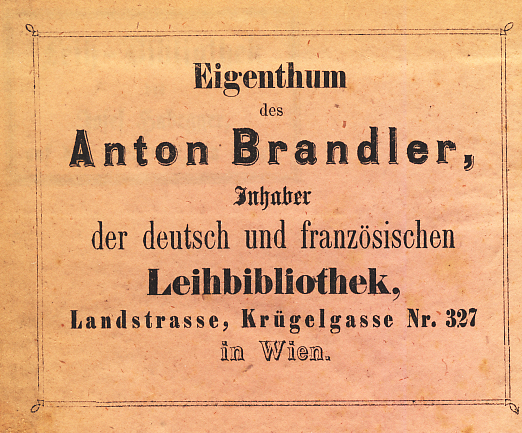 Eigenthum
des
Anton Brandler,
Inhaber
der deutsch und französischen
Leihbibliothek,
Landstrasse, Krügelgasse Nr. 327
in Wien.